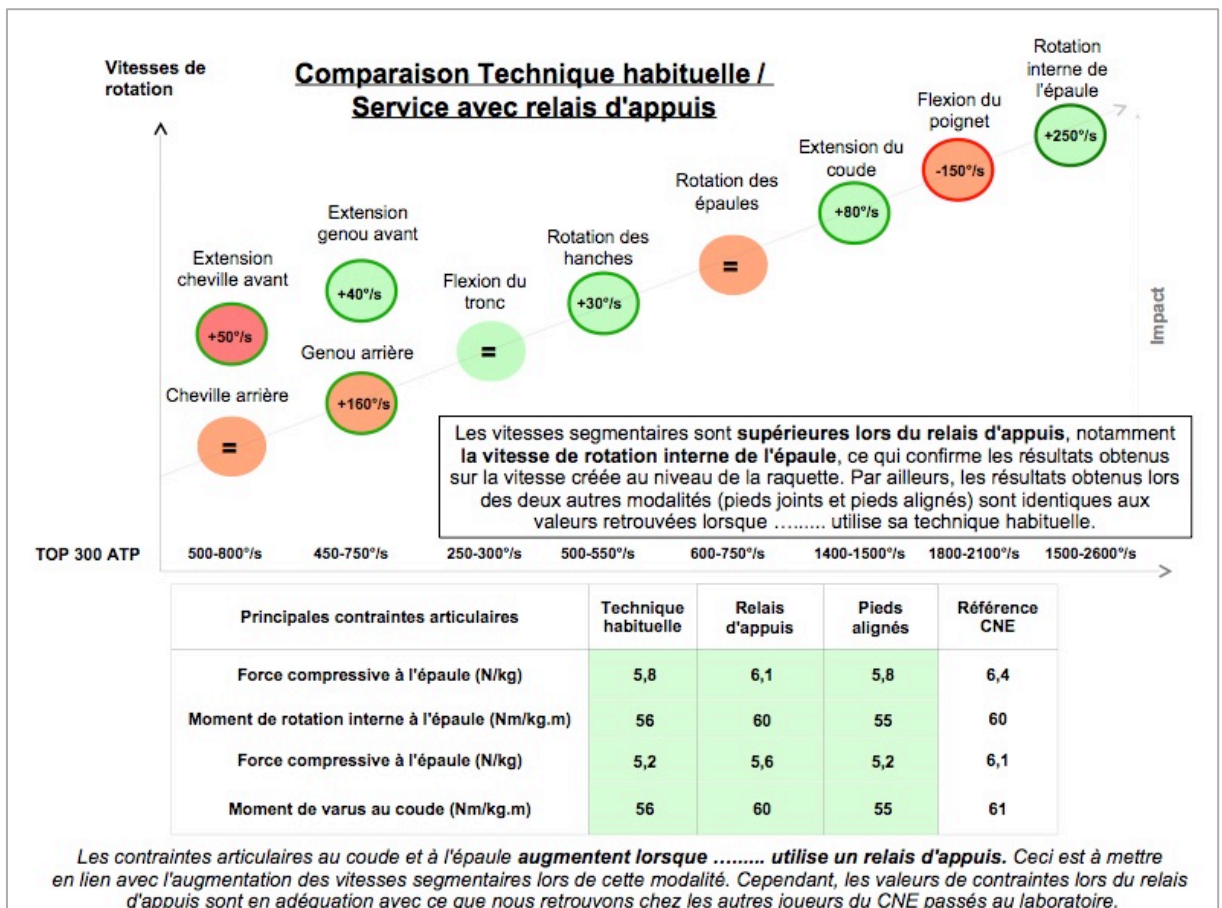 Vitesses de
rotation
Comparaison Technique habituelle /
Service avec relais d'appuis
Rotation
interne de
l'épaule
+250°/s
Flexion du
poignet
-150°/s
Extension du
coude
+80°/s
Rotation des
épaules
=
Rotation des
hanches
+30°/s
Flexion du
tronc
=
Extension
genou avant
+40°/s
Genou arrière
+160°/s
Extension
cheville avant
+50°/s
Cheville arrière
=
Impact
Les vitesses segmentaires sont supérieures lors du relais d'appuis, notamment
la vitesse de rotation interne de l'épaule, ce qui confirme les résultats obtenus
sur la vitesse créée au niveau de la raquette. Par ailleurs, les résultats obtenus lors
des deux autres modalités (pieds joints et pieds alignés) sont identiques aux
valeurs retrouvées lorsque ......... utilise sa technique habituelle.
TOP 300 ATP 500-800°/s 450-750°/s 250-300°/s 500-550°/s 600-750°/s 1400-1500°/s 1800-2100°/s 1500-2600°/s
Principales contraintes articulaires Technique habituelle Relais d'appuis Pieds alignés Référence CNE
Force compressive à l'épaule (N/kg) 5,8 6,1 5,8 6,4
Moment de rotation interne à l'épaule (Nm/kg.m) 56 60 55 60
Force compressive à l'épaule (N/kg) 5,2 5,6 5,2 6,1
Moment de varus au coude (Nm/kg.m) 56 60 55 61
Les contraintes articulaires au coude et à l'épaule augmentent lorsque ......... utilise un relais d'appuis. Ceci est à mettre
en lien avec l'augmentation des vitesses segmentaires lors de cette modalité. Cependant, les valeurs de contraintes lors du relais
d'appuis sont en adéquation avec ce que nous retrouvons chez les autres joueurs du CNE passés au laboratoire.